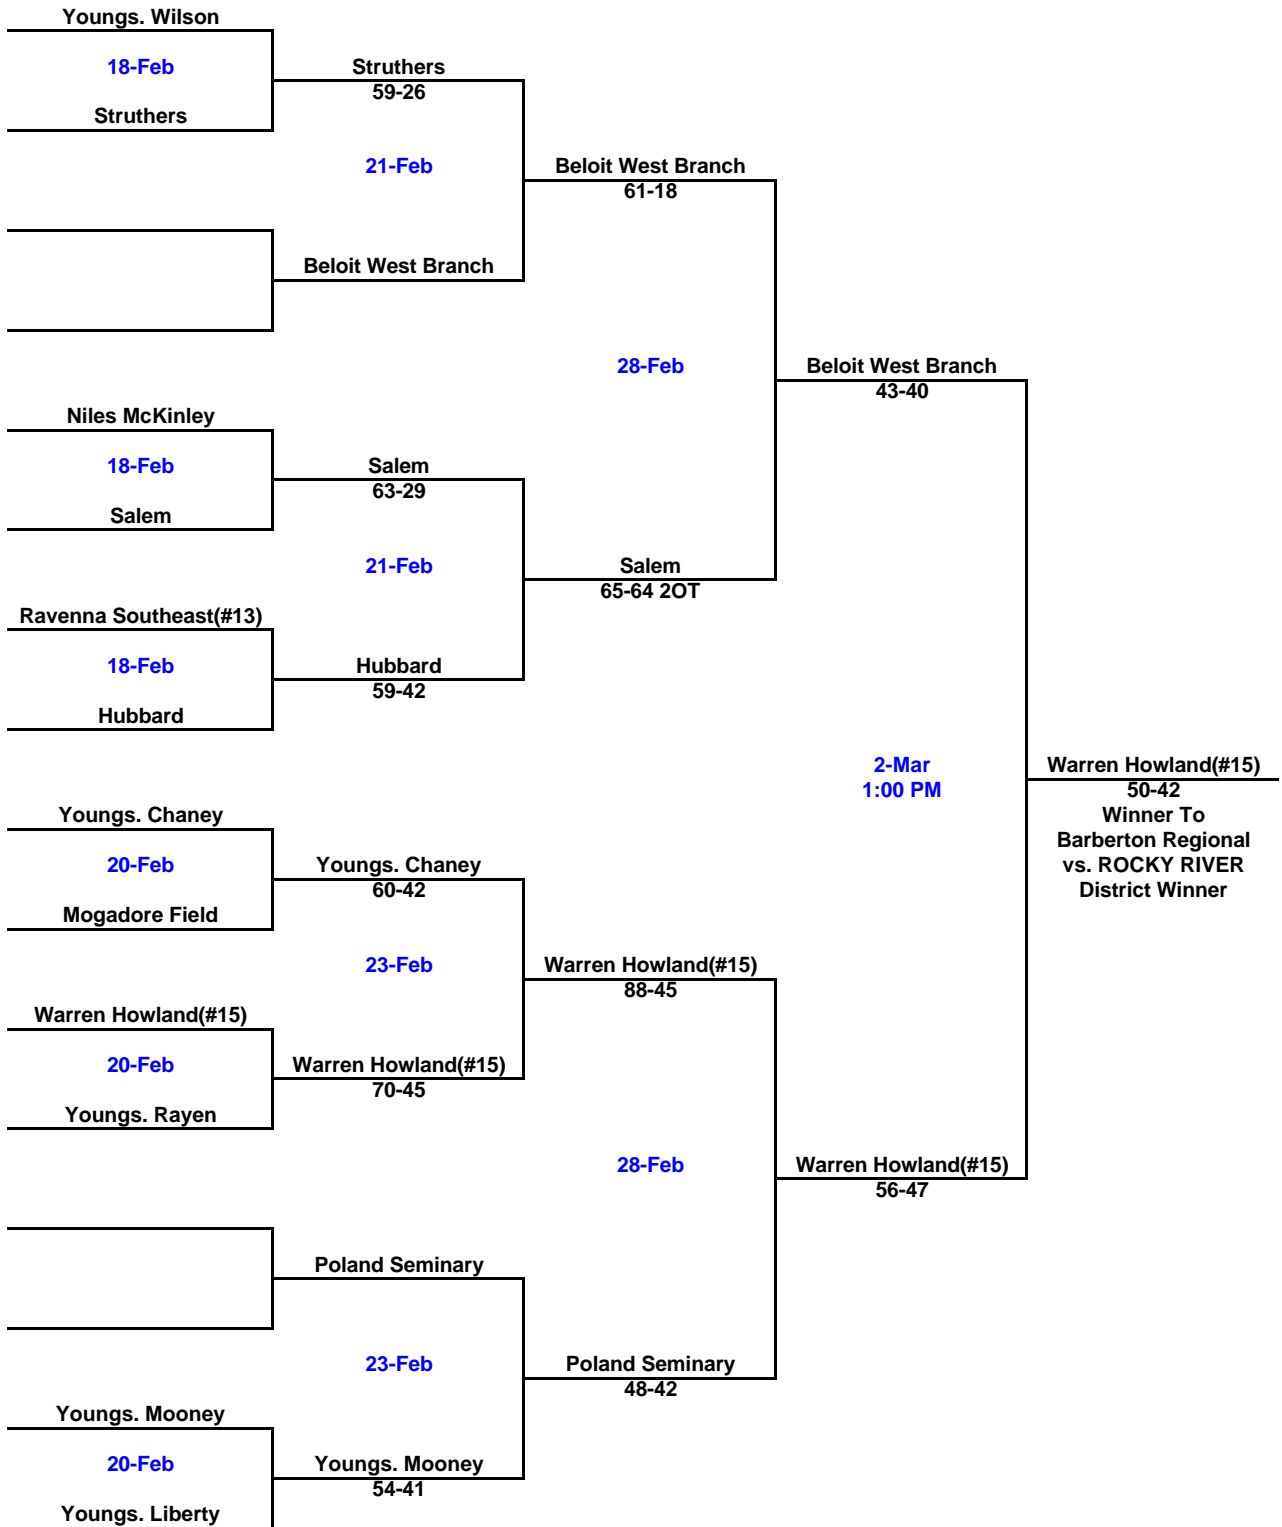 Youngs. Wilson
18-Feb
Struthers
59-26
Struthers
21-Feb
Beloit West Branch
61-18
Beloit West Branch
28-Feb
Beloit West Branch
43-40
Niles McKinley
18-Feb
Salem
63-29
Salem
21-Feb
Salem
65-64 2OT
Ravenna Southeast(#13)
18-Feb
Hubbard
59-42
Hubbard
2-Mar
1:00 PM
Warren Howland(#15)
50-42
Winner To
Barberton Regional
vs. ROCKY RIVER
District Winner
Youngs. Chaney
20-Feb
Youngs. Chaney
60-42
Mogadore Field
23-Feb
Warren Howland(#15)
88-45
Warren Howland(#15)
20-Feb
Warren Howland(#15)
70-45
Youngs. Rayen
28-Feb
Warren Howland(#15)
56-47
Poland Seminary
23-Feb
Poland Seminary
48-42
Youngs. Mooney
20-Feb
Youngs. Mooney
54-41
Youngs. Liberty